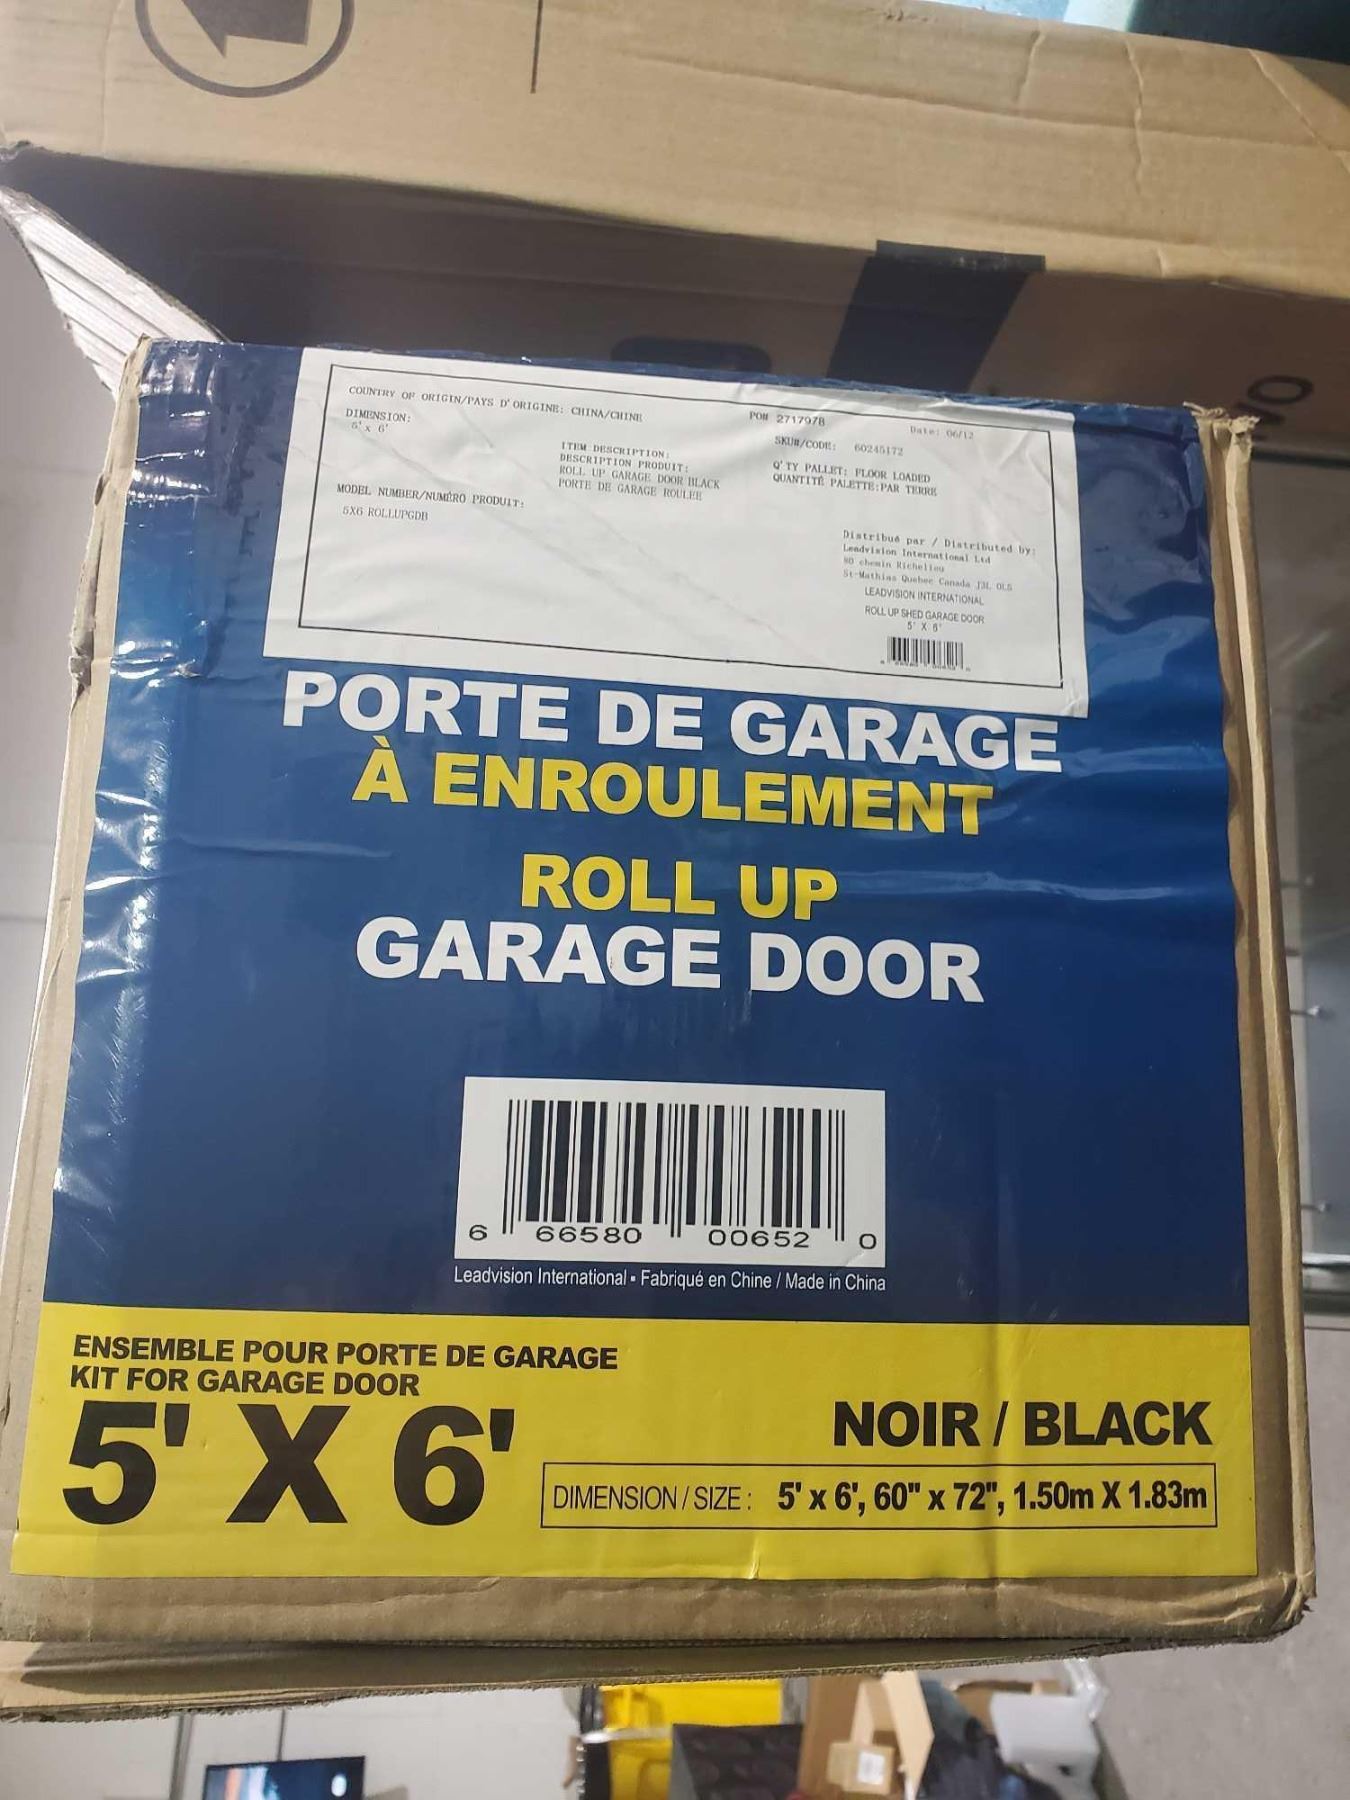 COUNTRY OF ORIGIN/PAYS D'ORIGINE: CHINA/CHINE
DIMENSION:
5' x 6'
PO# 2717978
Date: 06/12
SKU#/CODE: 60245172
ITEM DESCRIPTION:
DESCRIPTION PRODUIT:
ROLL UP GARAGE DOOR BLACK
PORTE DE GARAGE ROULEE
Q'TY PALLET: FLOOR LOADED
QUANTITÉ PALETTE:PAR TERRE
MODEL NUMBER/NUMÉRO PRODUIT:
5X6 ROLLUPGDB
Distribué par / Distributed by:
Leadvision International Ltd
80 chemin Richelieu
St-Mathias Quebec Canada J3L
LEADVISION INTERNATIONAL
ROLL UP SHED GARAGE DOOR
5' X 6'
PORTE DE GARAGE
À ENROULEMENT
ROLL UP
GARAGE DOOR
6 66580 00652 0
Leadvision International ▪ Fabriqué en Chine / Made in China
ENSEMBLE POUR PORTE DE GARAGE
KIT FOR GARAGE DOOR
5' X 6'
NOIR / BLACK
DIMENSION / SIZE : 5' x 6', 60" x 72", 1.50m X 1.83m